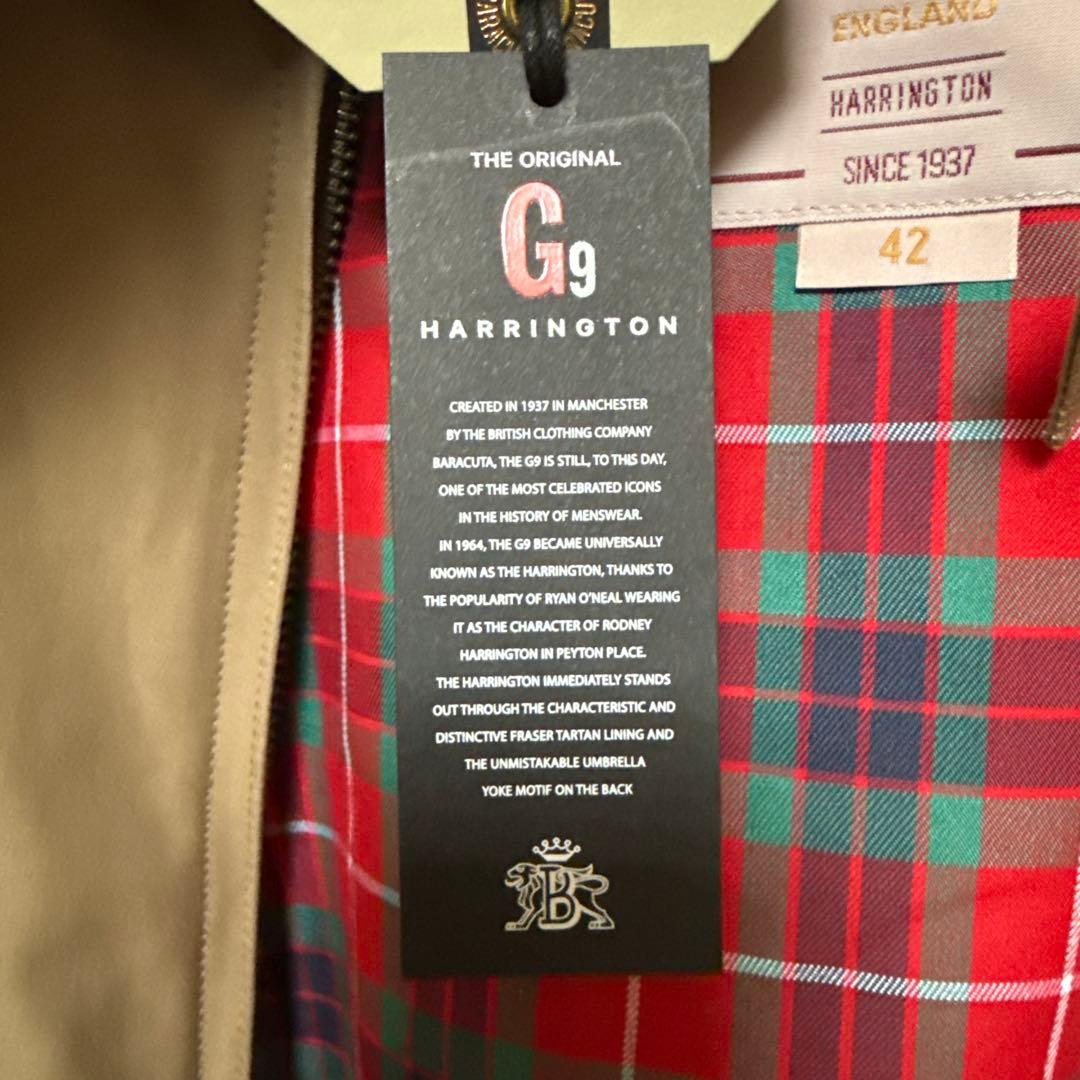 ENGLAND
HARRINGTON
SINCE 1937
42
THE ORIGINAL
G9
HARRINGTON
CREATED IN 1937 IN MANCHESTER
BY THE BRITISH CLOTHING COMPANY
BARACUTA, THE G9 IS STILL, TO THIS DAY,
ONE OF THE MOST CELEBRATED ICONS
IN THE HISTORY OF MENSWEAR.
IN 1964, THE G9 BECAME UNIVERSALLY
KNOWN AS THE HARRINGTON, THANKS TO
THE POPULARITY OF RYAN O'NEAL WEARING
IT AS THE CHARACTER OF RODNEY
HARRINGTON IN PEYTON PLACE.
THE HARRINGTON IMMEDIATELY STANDS
OUT THROUGH THE CHARACTERISTIC AND
DISTINCTIVE FRASER TARTAN LINING AND
THE UNMISTAKABLE UMBRELLA
YOKE MOTIF ON THE BACK
B